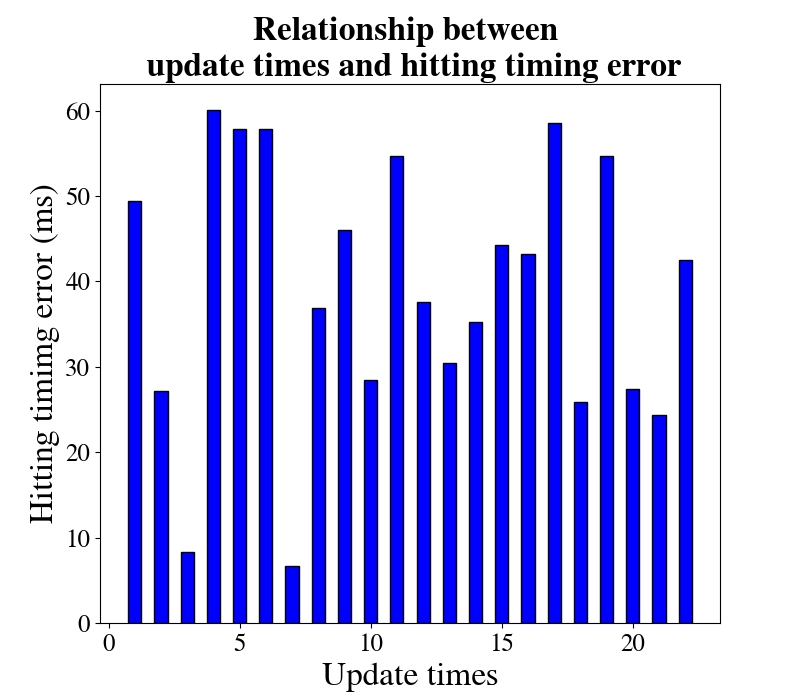 Relationship between
update times and hitting timing error
Hitting timimg error (ms)
60
50
40
30
20
10
0
0 5 10 15 20
Update times